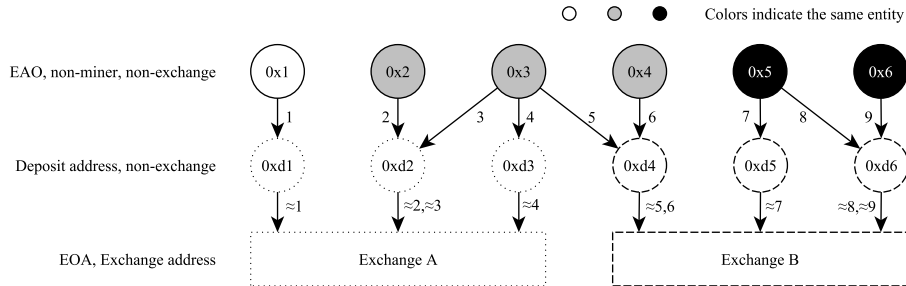 Colors indicate the same entity
EAO, non-miner, non-exchange
0x1
0x2
0x3
0x4
0x5
0x6
1
2
3
4
5
6
7
8
9
Deposit address, non-exchange
0xd1
0xd2
0xd3
0xd4
0xd5
0xd6
≈1
≈2,≈3
≈4
≈5,6
≈7
≈8,≈9
EOA, Exchange address
Exchange A
Exchange B